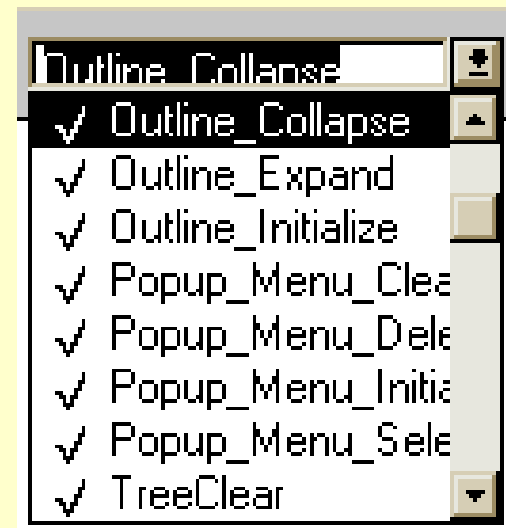 Outline_Collapse
Outline_Collapse
Outline_Expand
Outline_Initialize
Popup_Menu_Clea
Popup_Menu_Dele
Popup_Menu_Initia
Popup_Menu_Sele
TreeClear